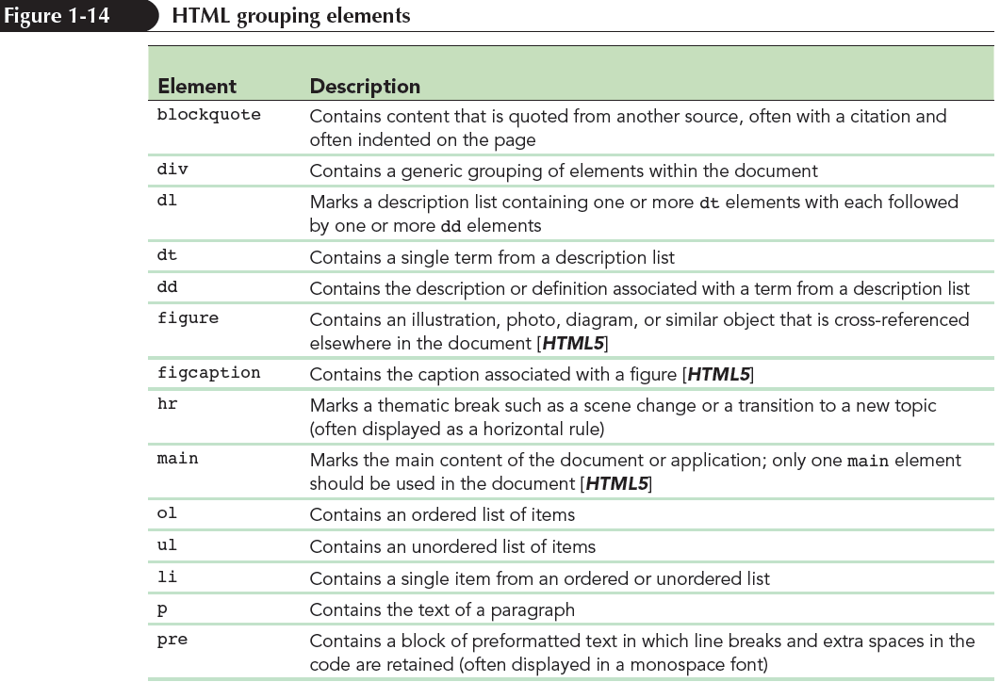 Figure 1-14 HTML grouping elements
Element Description
blockquote Contains content that is quoted from another source, often with a citation and
often indented on the page
div Contains a generic grouping of elements within the document
dl Marks a description list containing one or more dt elements with each followed
by one or more dd elements
dt Contains a single term from a description list
dd Contains the description or definition associated with a term from a description list
figure Contains an illustration, photo, diagram, or similar object that is cross-referenced
elsewhere in the document [HTML5]
figcaption Contains the caption associated with a figure [HTML5]
hr Marks a thematic break such as a scene change or a transition to a new topic
(often displayed as a horizontal rule)
main Marks the main content of the document or application; only one main element
should be used in the document [HTML5]
ol Contains an ordered list of items
ul Contains an unordered list of items
li Contains a single item from an ordered or unordered list
p Contains the text of a paragraph
pre Contains a block of preformatted text in which line breaks and extra spaces in the
code are retained (often displayed in a monospace font)